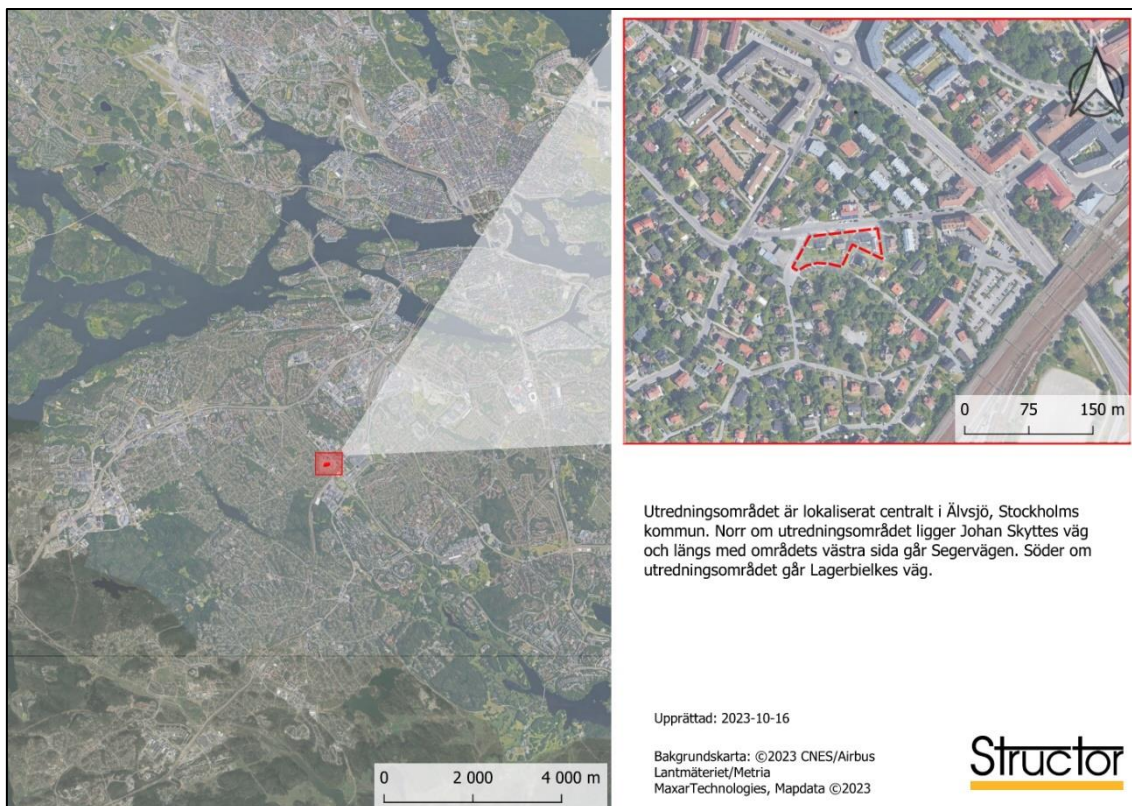 0 75 150 m
Utredningsområdet är lokaliserat centralt i Älvsjö, Stockholms
kommun. Norr om utredningsområdet ligger Johan Skyttes väg
och längs med områdets västra sida går Segervägen. Söder om
utredningsområdet går Lagerbielkes väg.
Upprättad: 2023-10-16
Bakgrundskarta: ©2023 CNES/Airbus
Lantmäteriet/Metria
MaxarTechnologies, Mapdata ©2023
Structor
0 2 000 4 000 m